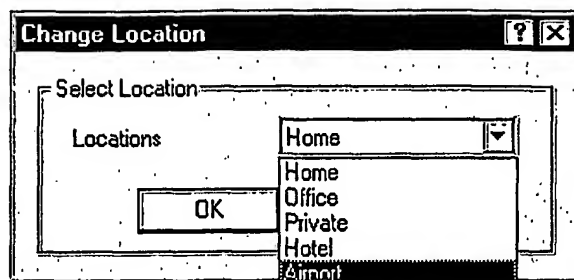 Change Location ? X
Select Location
Locations Home
Home
Office
OK
Private
Hotel
Airport